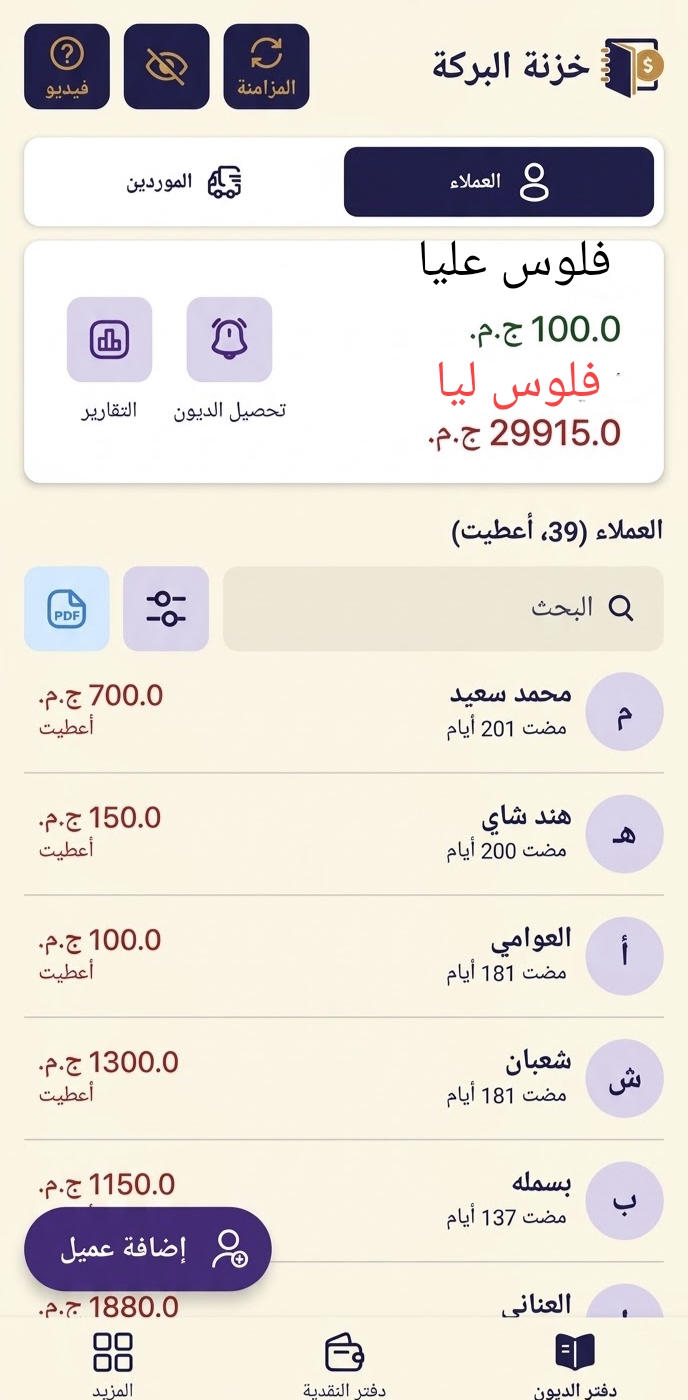 خزنة البركة
المزامنة
فيديو
العملاء
الموردين
فلوس عليا
100.0 ج.م.
فلوس ليا
29915.0 ج.م.
تحصيل الديون
التقارير
العملاء (39، أعطيت)
البحث
PDF
محمد سعيد
700.0 ج.م.
مضت 201 أيام
أعطيت
هند شاي
150.0 ج.م.
مضت 200 أيام
أعطيت
العوامي
100.0 ج.م.
مضت 181 أيام
أعطيت
شعبان
1300.0 ج.م.
مضت 181 أيام
أعطيت
بسمله
1150.0 ج.م.
مضت 137 أيام
إضافة عميل
العناني
1880.0 ج.م.
دفتر الديون
دفتر النقدية
المزيد